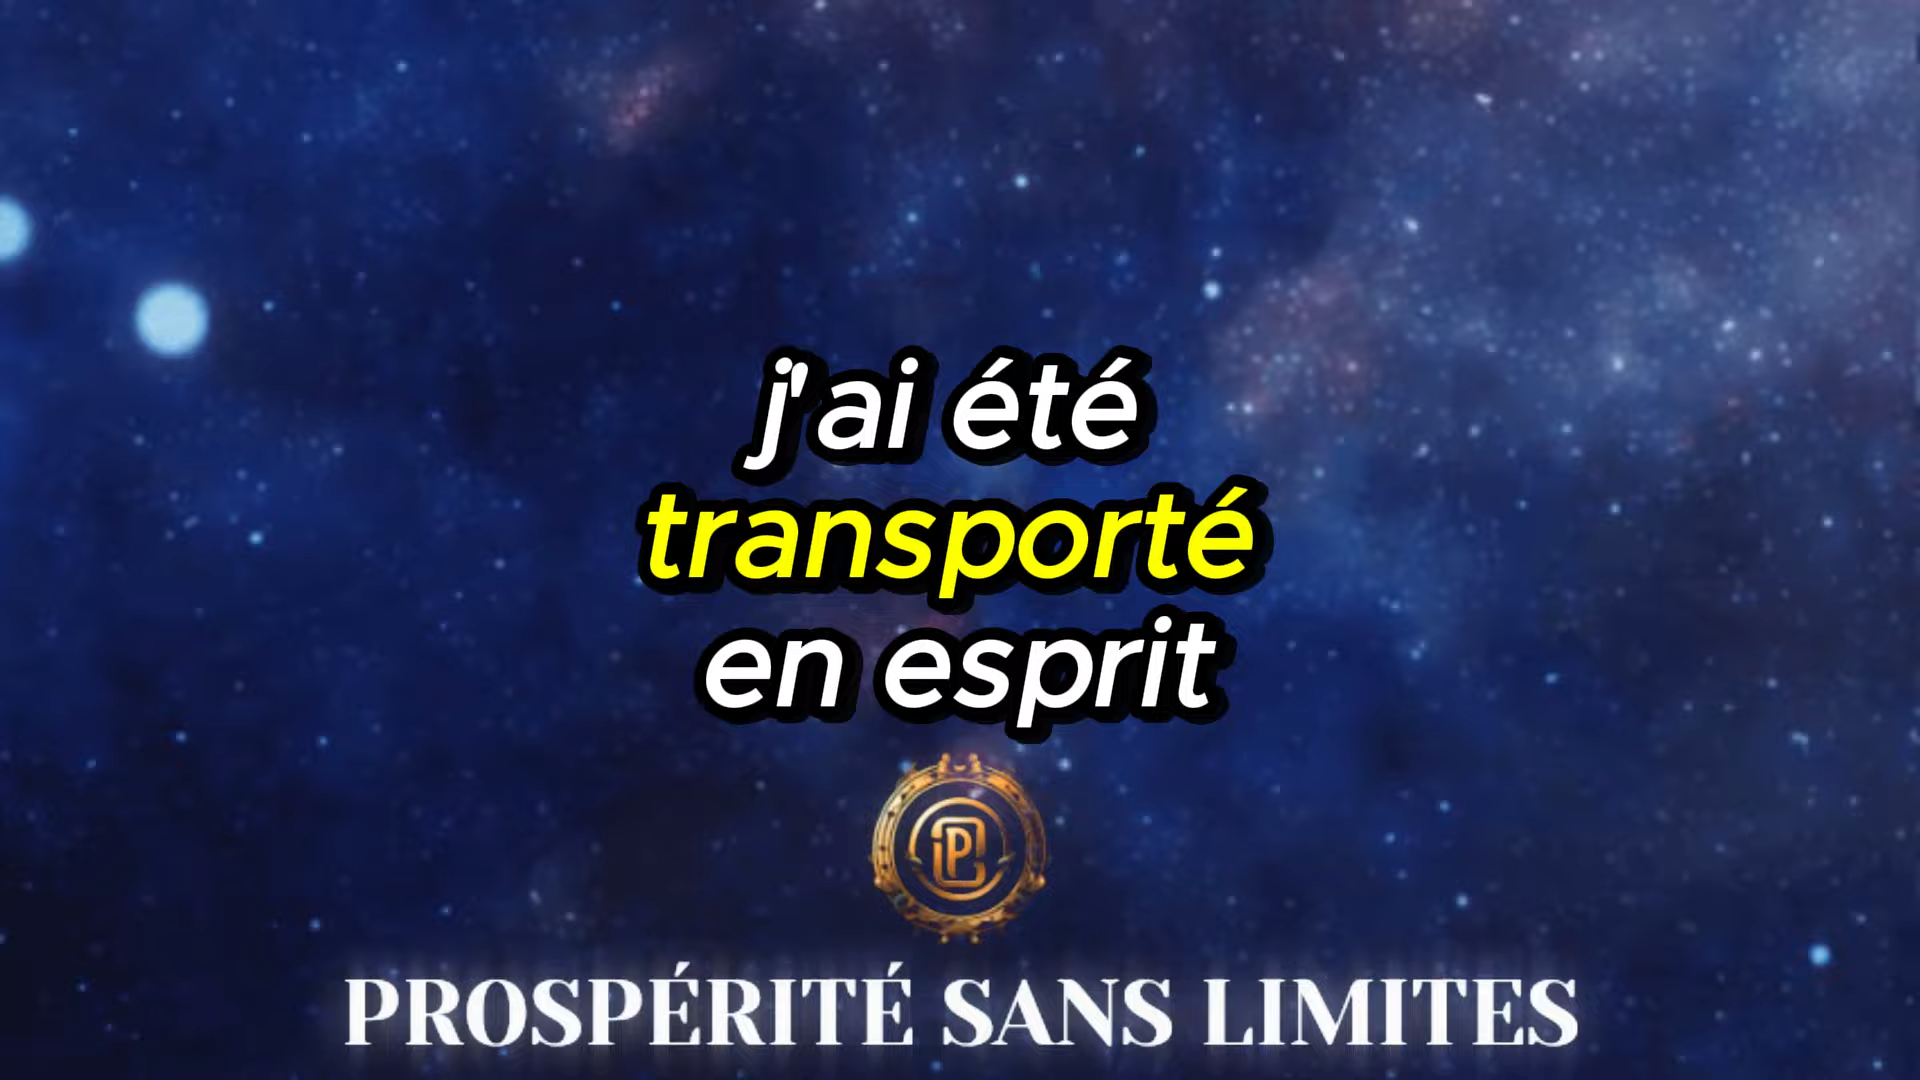 j'ai été
transporté
en esprit
P
PROSPÉRITÉ SANS LIMITES